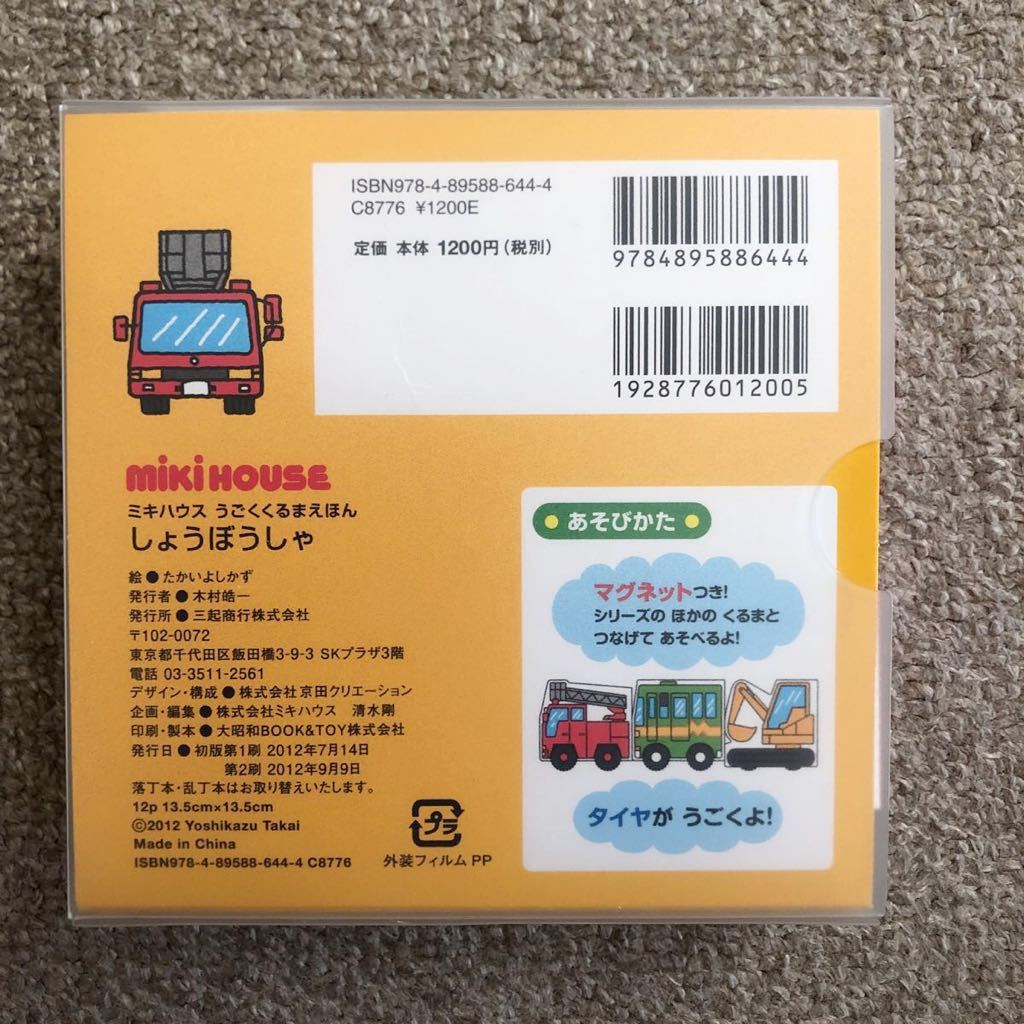 ISBN978-4-89588-644-4
C8776 ¥1200E
定価 本体 1200円(税別)
9784895886444
1928776012005
miki HOUSE
ミキハウス うごくくるまえほん
しょうぼうしゃ
絵●たかいよしかず
発行者●木村皓一
発行所●三起商行株式会社
〒102-0072
東京都千代田区飯田橋3-9-3 SKプラザ3階
電話 03-3511-2561
デザイン・構成●株式会社京田クリエーション
企画・編集●株式会社ミキハウス 清水剛
印刷・製本●大昭和BOOK&TOY株式会社
発行日●初版第1刷 2012年7月14日
第2刷 2012年9月9日
落丁本・乱丁本はお取り替えいたします。
12p 13.5cm×13.5cm
©2012 Yoshikazu Takai
Made in China
ISBN978-4-89588-644-4 C8776
プラ
外装フィルム PP
あそびかた
マグネットつき!
シリーズの ほかの くるまと
つなげて あそべるよ!
タイヤが うごくよ!